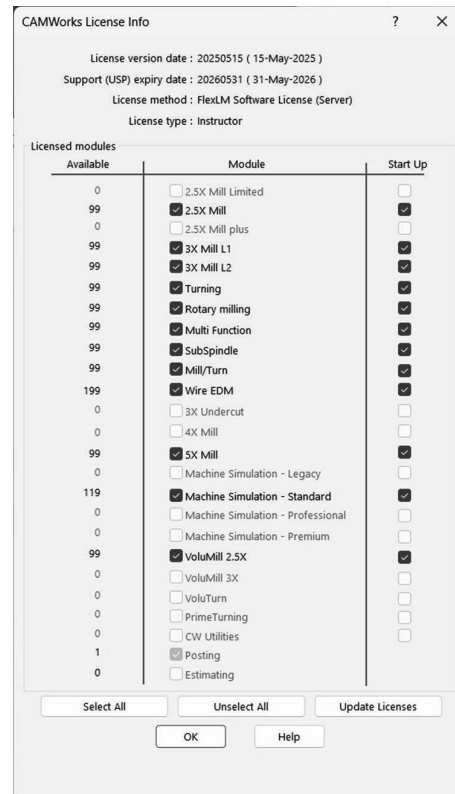 CAMWorks License Info ? ×
License version date : 20250515 ( 15-May-2025 )
Support (USP) expiry date : 20260531 ( 31-May-2026 )
License method : FlexLM Software License (Server)
License type : Instructor
Licensed modules
Available Module Start Up
0 2.5X Mill Limited
99 2.5X Mill
0 2.5X Mill plus
99 3X Mill L1
99 3X Mill L2
99 Turning
99 Rotary milling
99 Multi Function
99 SubSpindle
99 Mill/Turn
199 Wire EDM
0 3X Undercut
0 4X Mill
99 5X Mill
0 Machine Simulation - Legacy
119 Machine Simulation - Standard
0 Machine Simulation - Professional
0 Machine Simulation - Premium
99 VoluMill 2.5X
0 VoluMill 3X
0 VoluTurn
0 PrimeTurning
0 CW Utilities
1 Posting
0 Estimating
Select All Unselect All Update Licenses
OK Help